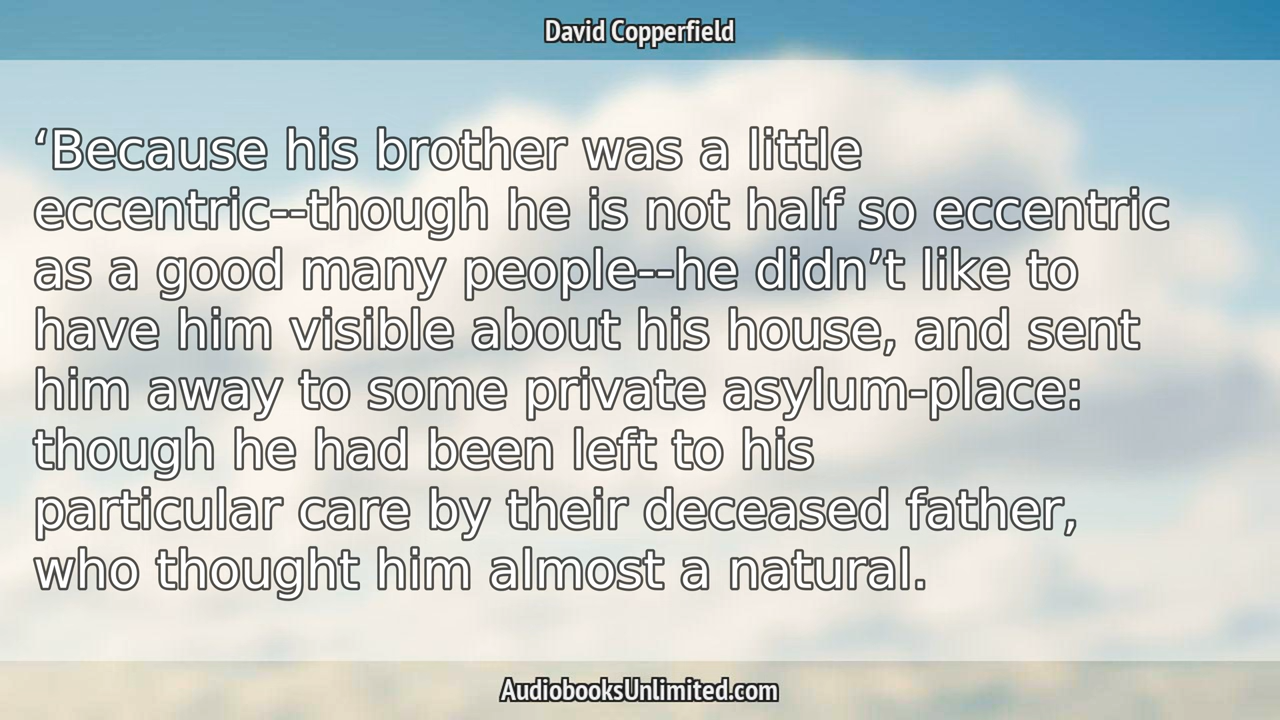 David Copperfield
‘Because his brother was a little
eccentric--though he is not half so eccentric
as a good many people--he didn’t like to
have him visible about his house, and sent
him away to some private asylum-place:
though he had been left to his
particular care by their deceased father,
who thought him almost a natural.
AudiobooksUnlimited.com